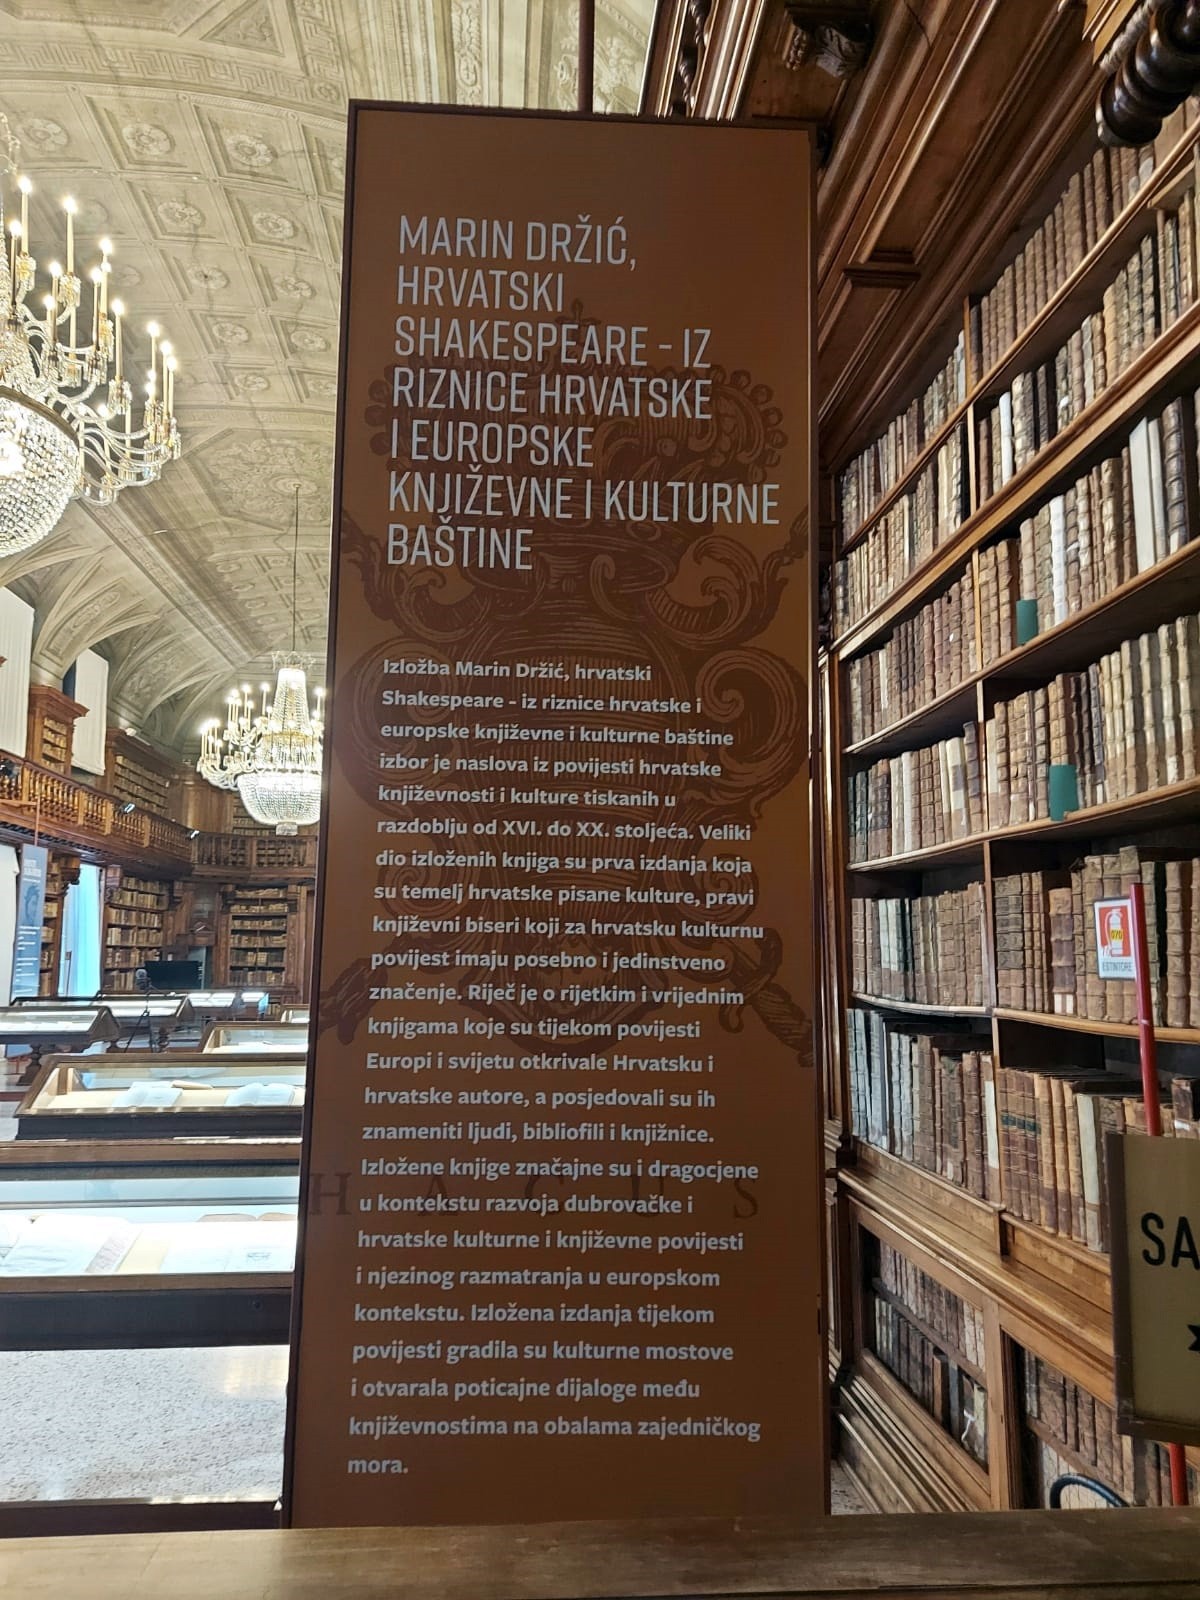 MARIN DRŽIĆ,
HRVATSKI
SHAKESPEARE - IZ
RIZNICE HRVATSKE
I EUROPSKE
KNJIŽEVNE I KULTURNE
BAŠTINE
Izložba Marin Držić, hrvatski
Shakespeare - iz riznice hrvatske i
europske književne i kulturne baštine
izbor je naslova iz povijesti hrvatske
književnosti i kulture tiskanih u
razdoblju od XVI. do XX. stoljeća. Veliki
dio izloženih knjiga su prva izdanja koja
su temelj hrvatske pisane kulture, pravi
književni biseri koji za hrvatsku kulturnu
povijest imaju posebno i jedinstveno
značenje. Riječ je o rijetkim i vrijednim
knjigama koje su tijekom povijesti
Europi i svijetu otkrivale Hrvatsku i
hrvatske autore, a posjedovali su ih
znameniti ljudi, bibliofili i knjižnice.
Izložene knjige značajne su i dragocjene
u kontekstu razvoja dubrovačke i
hrvatske kulturne i književne povijesti
i njezinog razmatranja u europskom
kontekstu. Izložena izdanja tijekom
povijesti gradila su kulturne mostove
i otvarala poticajne dijaloge među
književnostima na obalama zajedničkog
mora.
H A C U S
070
ESTINTORE
SA